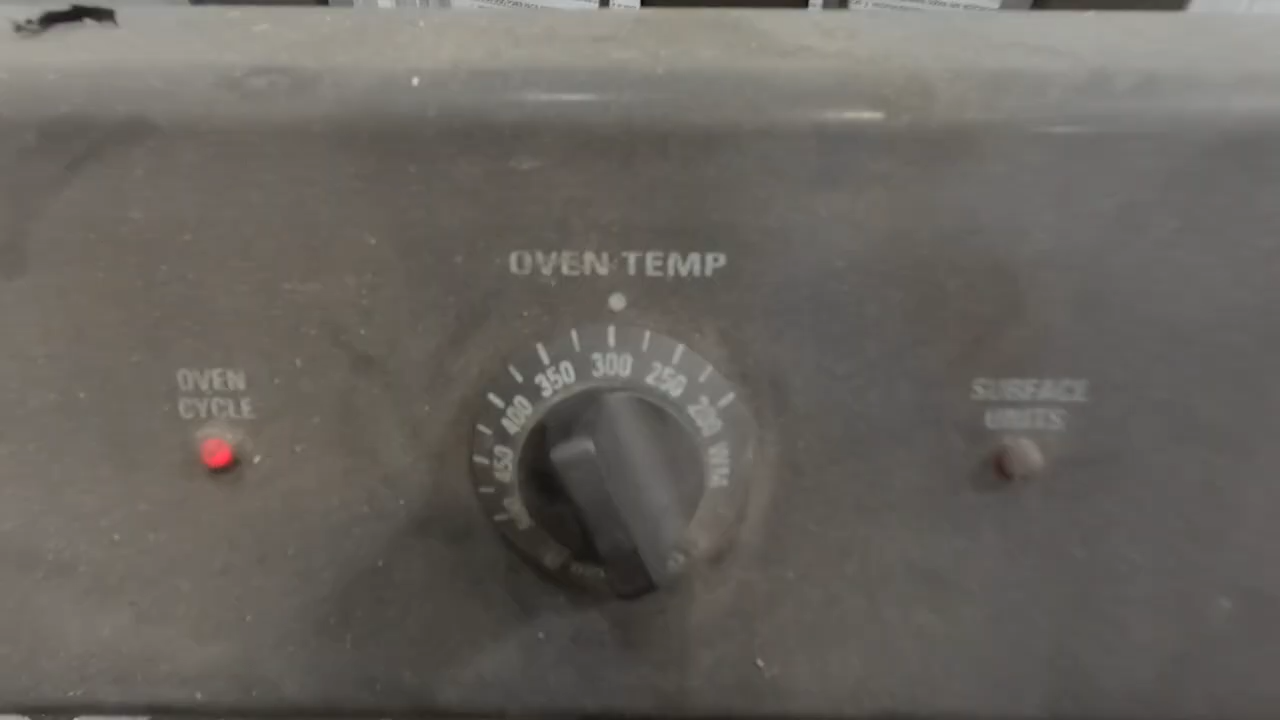 OVEN TEMP
350 300 250
400 200
450 WM
OVEN
CYCLE
SURFACE
UNITS